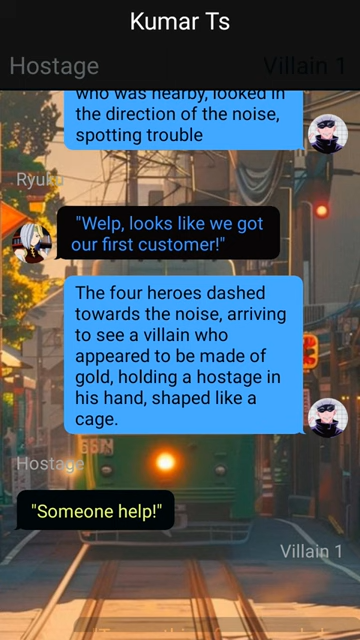 Kumar Ts
Hostage
Villain 1
who was nearby, looked in
the direction of the noise,
spotting trouble
Ryuk
"Welp, looks like we got
our first customer!"
The four heroes dashed
towards the noise, arriving
to see a villain who
appeared to be made of
gold, holding a hostage in
his hand, shaped like a
cage.
Hostage
"Someone help!"
Villain 1